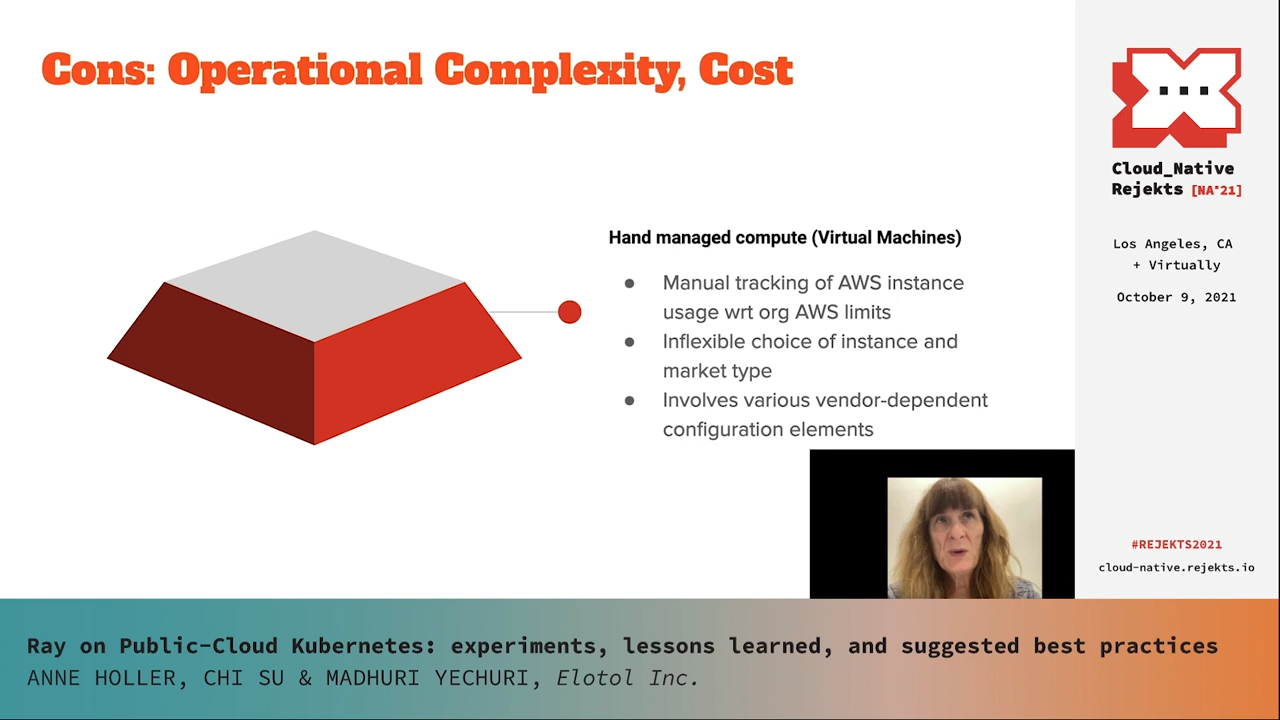 Cons: Operational Complexity, Cost
Hand managed compute (Virtual Machines)
● Manual tracking of AWS instance
usage wrt org AWS limits
● Inflexible choice of instance and
market type
● Involves various vendor-dependent
configuration elements
Cloud_Native
Rejekts [NA"21]
Los Angeles, CA
+ Virtually
October 9, 2021
#REJEKTS2021
cloud-native.rejekts.io
Ray on Public-Cloud Kubernetes: experiments, lessons learned, and suggested best practices
ANNE HOLLER, CHI SU & MADHURI YECHURI, Elotol Inc.